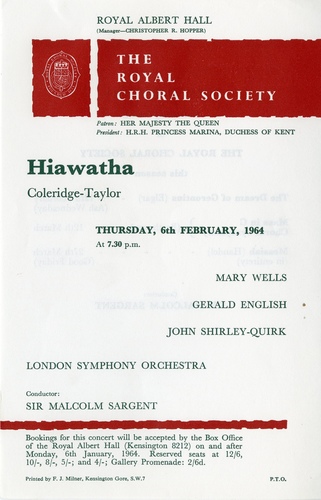 ROYAL ALBERT HALL
(Manager—CHRISTOPHER R. HOPPER)
THE
ROYAL
CHORAL SOCIETY
Patron: HER MAJESTY THE QUEEN
President: H.R.H. PRINCESS MARINA, DUCHESS OF KENT
Hiawatha
Coleridge-Taylor
THURSDAY, 6th FEBRUARY, 1964
At 7.30 p.m.
MARY WELLS
GERALD ENGLISH
JOHN SHIRLEY-QUIRK
LONDON SYMPHONY ORCHESTRA
Conductor:
SIR MALCOLM SARGENT
Bookings for this concert will be accepted by the Box Office
of the Royal Albert Hall (Kensington 8212) on and after
Monday, 6th January, 1964. Reserved seats at 12/6,
10/-, 8/-, 5/-; and 4/-; Gallery Promenade: 2/6d.
Printed by P. J. Milner, Kensington Gore, S.W.7
P.T.O.